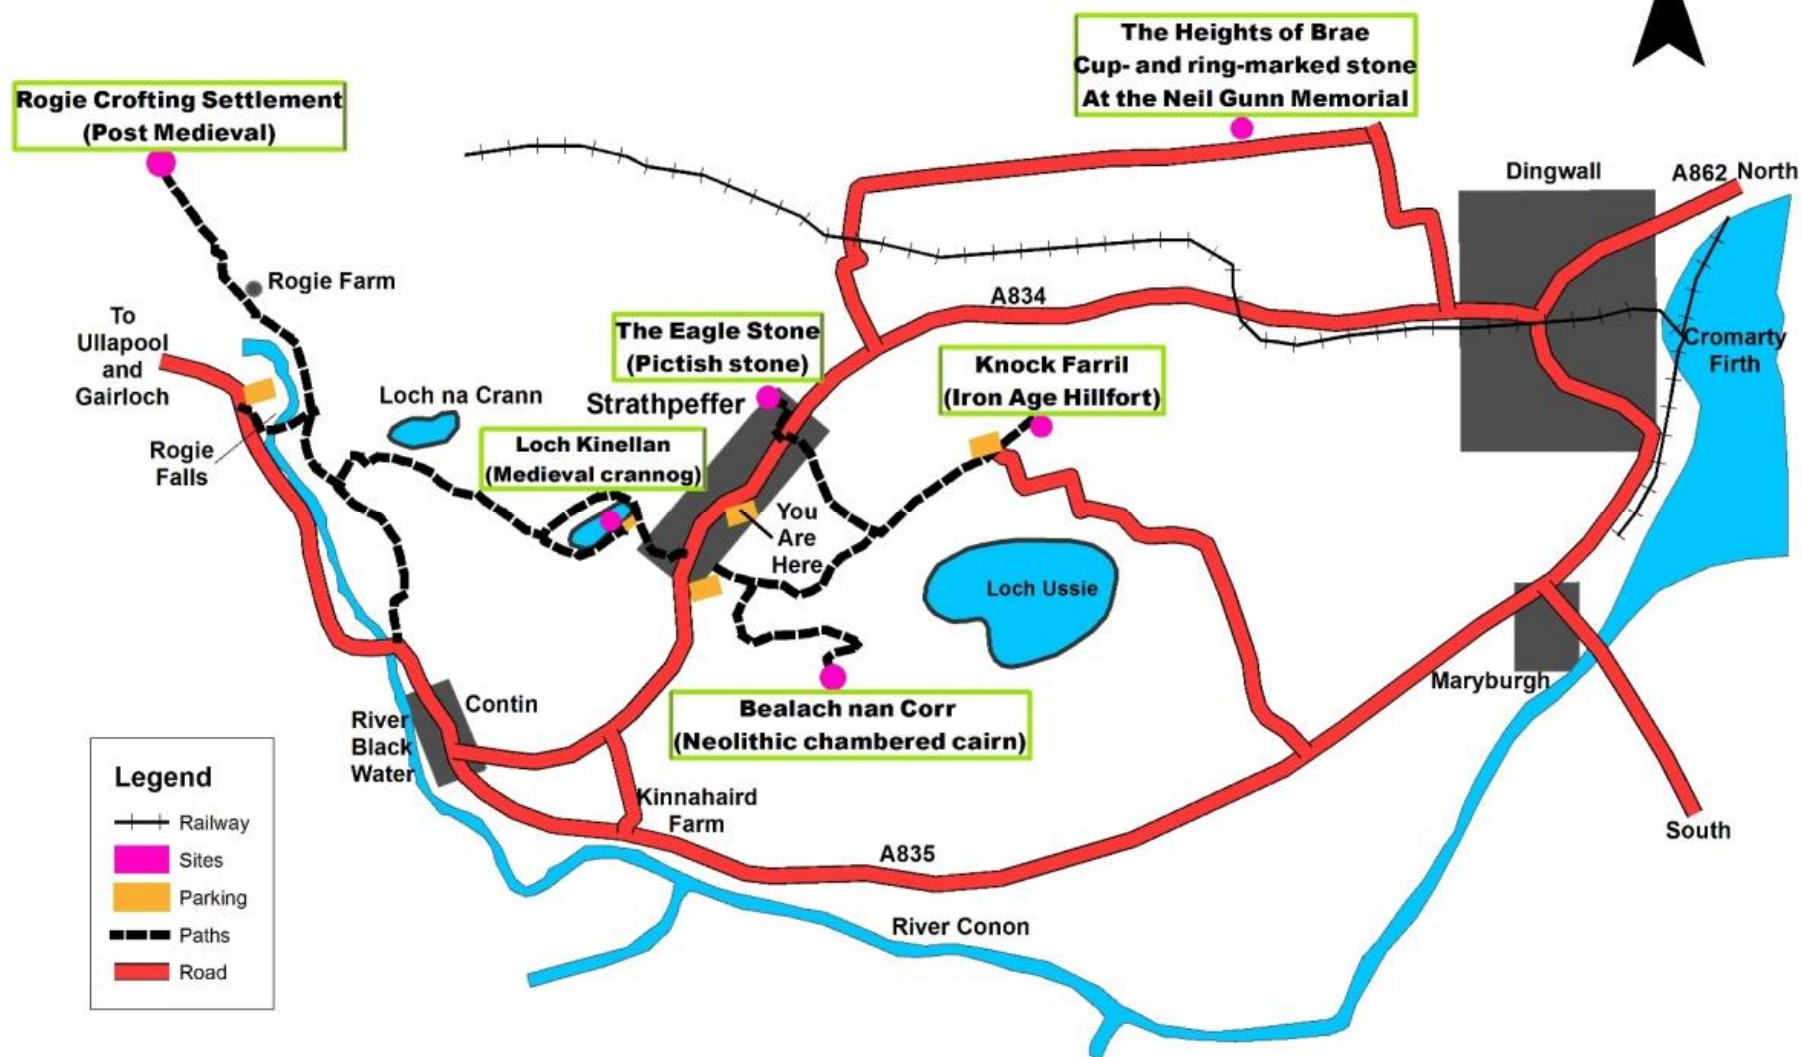 The Heights of Brae
Cup- and ring-marked stone
At the Neil Gunn Memorial
Rogie Crofting Settlement
(Post Medieval)
Dingwall
A862 North
Rogie Farm
A834
To
Ullapool
and
Gairloch
The Eagle Stone
(Pictish stone)
Cromarty
Firth
Knock Farril
(Iron Age Hillfort)
Loch na Crann
Strathpeffer
Rogie
Falls
Loch Kinellan
(Medieval crannog)
You
Are
Here
Loch Ussie
Maryburgh
Contin
River
Black
Water
Bealach nan Corr
(Neolithic chambered cairn)
Kinnahaird
Farm
South
A835
River Conon
Legend
Railway
Sites
Parking
Paths
Road